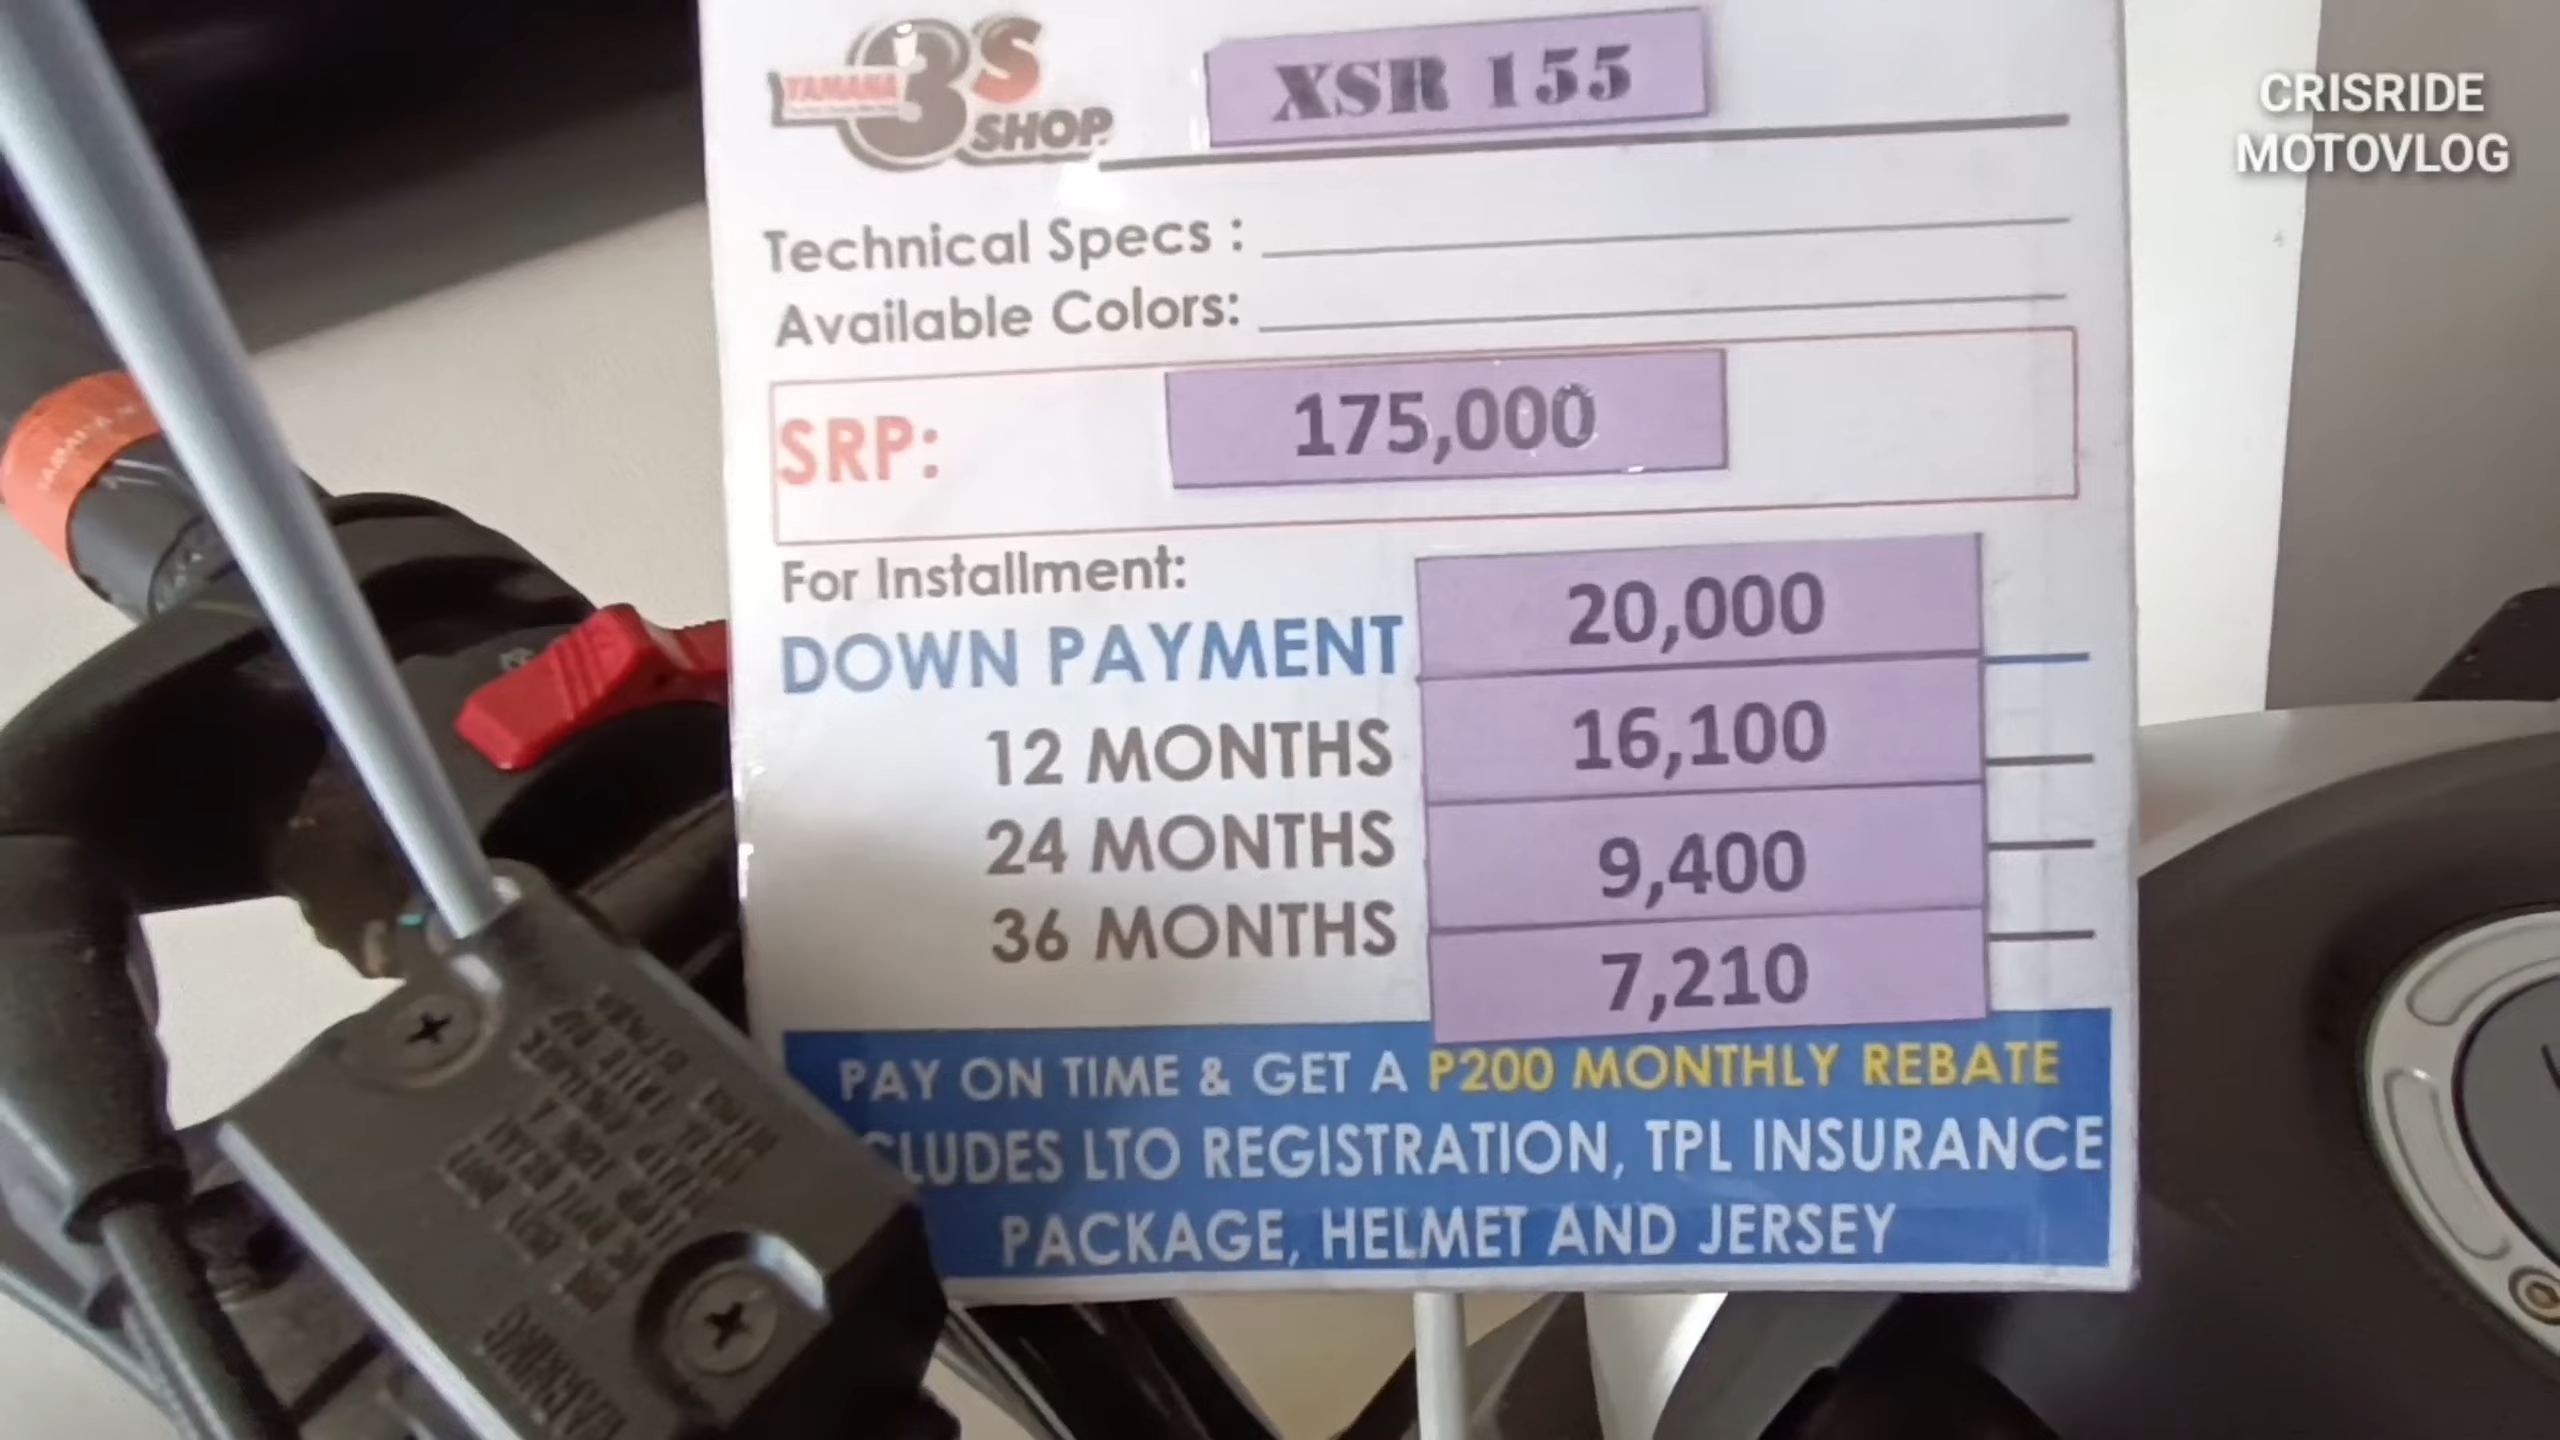 YAMAHA 3S SHOP
XSR 155
CRISRIDE
MOTOVLOG
Technical Specs :
Available Colors:
SRP: 175,000
For Installment:
DOWN PAYMENT 20,000
12 MONTHS 16,100
24 MONTHS 9,400
36 MONTHS 7,210
PAY ON TIME & GET A P200 MONTHLY REBATE
CLUDES LTO REGISTRATION, TPL INSURANCE
PACKAGE, HELMET AND JERSEY
WARNING